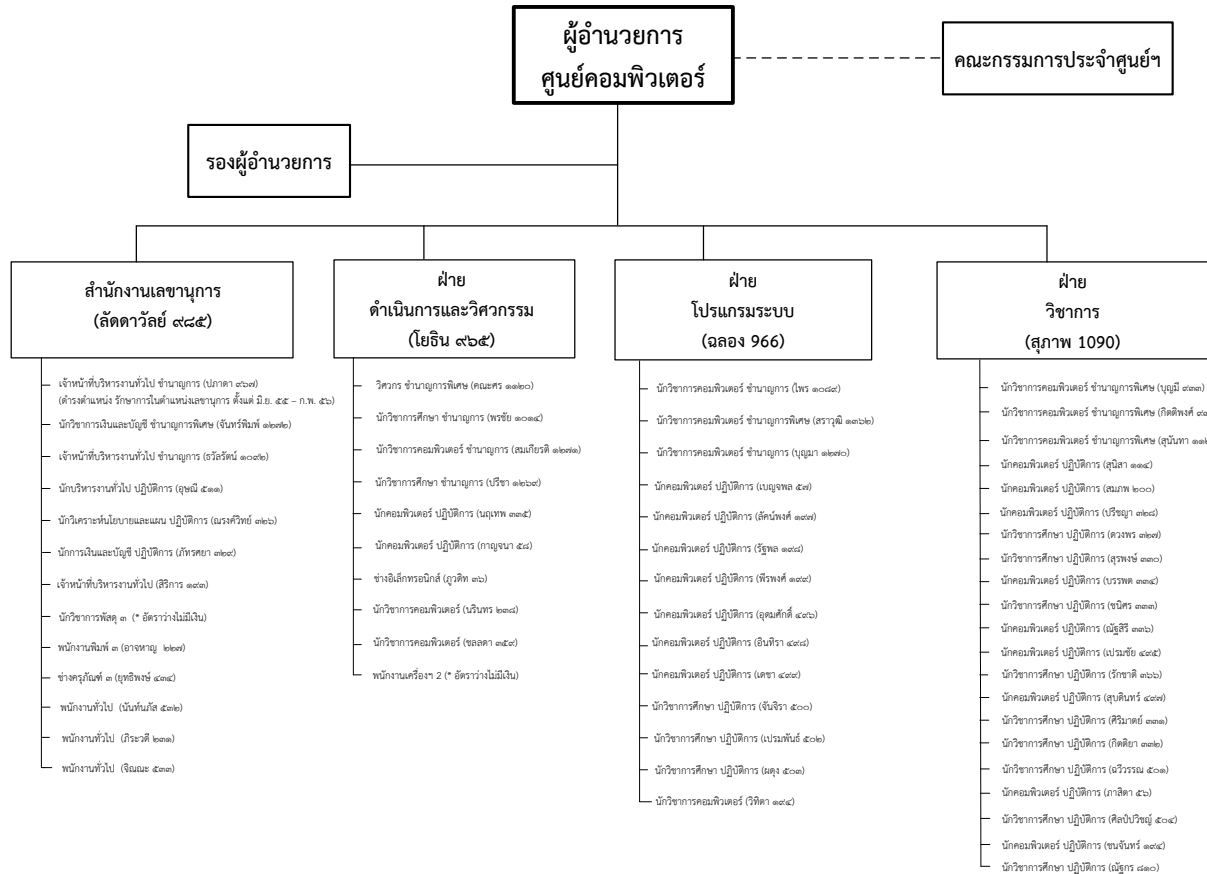 ผู้อำนวยการ
ศูนย์คอมพิวเตอร์
คณะกรรมการประจำศูนย์ฯ
รองผู้อำนวยการ
สำนักงานเลขานุการ
(ลัดดาวัลย์ ๙๘๕)
เจ้าหน้าที่บริหารงานทั่วไป ชำนาญการ (ปภาดา ๙๖๗)
(ดำรงตำแหน่ง รักษาการในตำแหน่งเลขานุการ ตั้งแต่ มิ.ย. ๕๕ – ก.พ. ๕๖)
นักวิชาการเงินและบัญชี ชำนาญการพิเศษ (จันทร์พิมพ์ ๑๒๗๒)
เจ้าหน้าที่บริหารงานทั่วไป ชำนาญการ (ธวัลรัตน์ ๑๐๙๒)
นักบริหารงานทั่วไป ปฏิบัติการ (อุษณี ๕๑๑)
นักวิเคราะห์นโยบายและแผน ปฏิบัติการ (ณรงค์วิทย์ ๓๒๖)
นักการเงินและบัญชี ปฏิบัติการ (ภัทรศยา ๓๒๙)
เจ้าหน้าที่บริหารงานทั่วไป (สิริการ ๑๙๓)
นักวิชาการพัสดุ ๓ (* อัตราว่างไม่มีเงิน)
พนักงานพิมพ์ ๓ (อาจหาญ ๒๒๗)
ช่างครุภัณฑ์ ๓ (ยุทธิพงษ์ ๔๓๔)
พนักงานทั่วไป (นันท์นภัส ๕๓๒)
พนักงานทั่วไป (ภิระวดี ๒๓๑)
พนักงานทั่วไป (จิณณะ ๕๓๓)
ฝ่าย
ดำเนินการและวิศวกรรม
(โยธิน ๙๖๕)
วิศวกร ชำนาญการพิเศษ (คณะศร ๑๑๒๐)
นักวิชาการศึกษา ชำนาญการ (พรชัย ๑๐๑๔)
นักวิชาการคอมพิวเตอร์ ชำนาญการ (สมเกียรติ ๑๒๗๑)
นักวิชาการศึกษา ชำนาญการ (ปรีชา ๑๒๖๙)
นักคอมพิวเตอร์ ปฏิบัติการ (นฤเทพ ๓๓๕)
นักคอมพิวเตอร์ ปฏิบัติการ (กาญจนา ๕๘)
ช่างอิเล็กทรอนิกส์ (ภูวดิท ๓๖)
นักวิชาการคอมพิวเตอร์ (นรินทร ๒๓๘)
นักวิชาการคอมพิวเตอร์ (ชลลดา ๓๕๙)
พนักงานเครื่องฯ 2 (* อัตราว่างไม่มีเงิน)
ฝ่าย
โปรแกรมระบบ
(ฉลอง 966)
นักวิชาการคอมพิวเตอร์ ชำนาญการ (ไพร ๑๐๘๙)
นักวิชาการคอมพิวเตอร์ ชำนาญการพิเศษ (สราวุฒิ ๑๓๖๒)
นักวิชาการคอมพิวเตอร์ ชำนาญการ (บุญมา ๑๒๗๐)
นักคอมพิวเตอร์ ปฏิบัติการ (เบญจพล ๕๗)
นักคอมพิวเตอร์ ปฏิบัติการ (ลัคน์พงศ์ ๑๙๗)
นักคอมพิวเตอร์ ปฏิบัติการ (รัฐพล ๑๙๘)
นักคอมพิวเตอร์ ปฏิบัติการ (พีรพงศ์ ๑๙๙)
นักคอมพิวเตอร์ ปฏิบัติการ (อุดมศักดิ์ ๔๙๖)
นักคอมพิวเตอร์ ปฏิบัติการ (อินทิรา ๔๙๘)
นักคอมพิวเตอร์ ปฏิบัติการ (เดชา ๔๙๙)
นักวิชาการศึกษา ปฏิบัติการ (จันจิรา ๕๐๐)
นักวิชาการศึกษา ปฏิบัติการ (เปรมพันธ์ ๕๐๒)
นักวิชาการศึกษา ปฏิบัติการ (ผดุง ๕๐๓)
นักวิชาการคอมพิวเตอร์ (วิทิตา ๑๙๔)
ฝ่าย
วิชาการ
(สุภาพ 1090)
นักวิชาการคอมพิวเตอร์ ชำนาญการพิเศษ (บุญมี ๙๓๓)
นักวิชาการคอมพิวเตอร์ ชำนาญการพิเศษ (กิตติพงศ์
นักวิชาการคอมพิวเตอร์ ชำนาญการพิเศษ (สุนันทา
นักคอมพิวเตอร์ ปฏิบัติการ (สุนิสา ๑๑๔)
นักคอมพิวเตอร์ ปฏิบัติการ (สมภพ ๒๐๐)
นักคอมพิวเตอร์ ปฏิบัติการ (ปรีชญา ๓๒๘)
นักวิชาการศึกษา ปฏิบัติการ (ดวงพร ๓๒๗)
นักวิชาการศึกษา ปฏิบัติการ (สุรพงษ์ ๓๓๐)
นักคอมพิวเตอร์ ปฏิบัติการ (บรรพต ๓๓๔)
นักวิชาการศึกษา ปฏิบัติการ (ชนิศร ๓๓๓)
นักคอมพิวเตอร์ ปฏิบัติการ (ณัฐสิรี ๓๓๖)
นักคอมพิวเตอร์ ปฏิบัติการ (เปรมชัย ๔๙๕)
นักวิชาการศึกษา ปฏิบัติการ (รักชาติ ๓๖๖)
นักคอมพิวเตอร์ ปฏิบัติการ (สุบดินทร์ ๔๙๗)
นักวิชาการศึกษา ปฏิบัติการ (ศิริมาตย์ ๓๓๑)
นักวิชาการศึกษา ปฏิบัติการ (กิตติยา ๓๓๒)
นักวิชาการศึกษา ปฏิบัติการ (ฉวีวรรณ ๕๐๑)
นักคอมพิวเตอร์ ปฏิบัติการ (ภาสิตา ๕๖)
นักวิชาการศึกษา ปฏิบัติการ (ศิลป์ปวิชญ์ ๕๐๔)
นักคอมพิวเตอร์ ปฏิบัติการ (ชนจันทร์ ๑๙๔)
นักวิชาการศึกษา ปฏิบัติการ (ณัฐกร ๘๑๐)